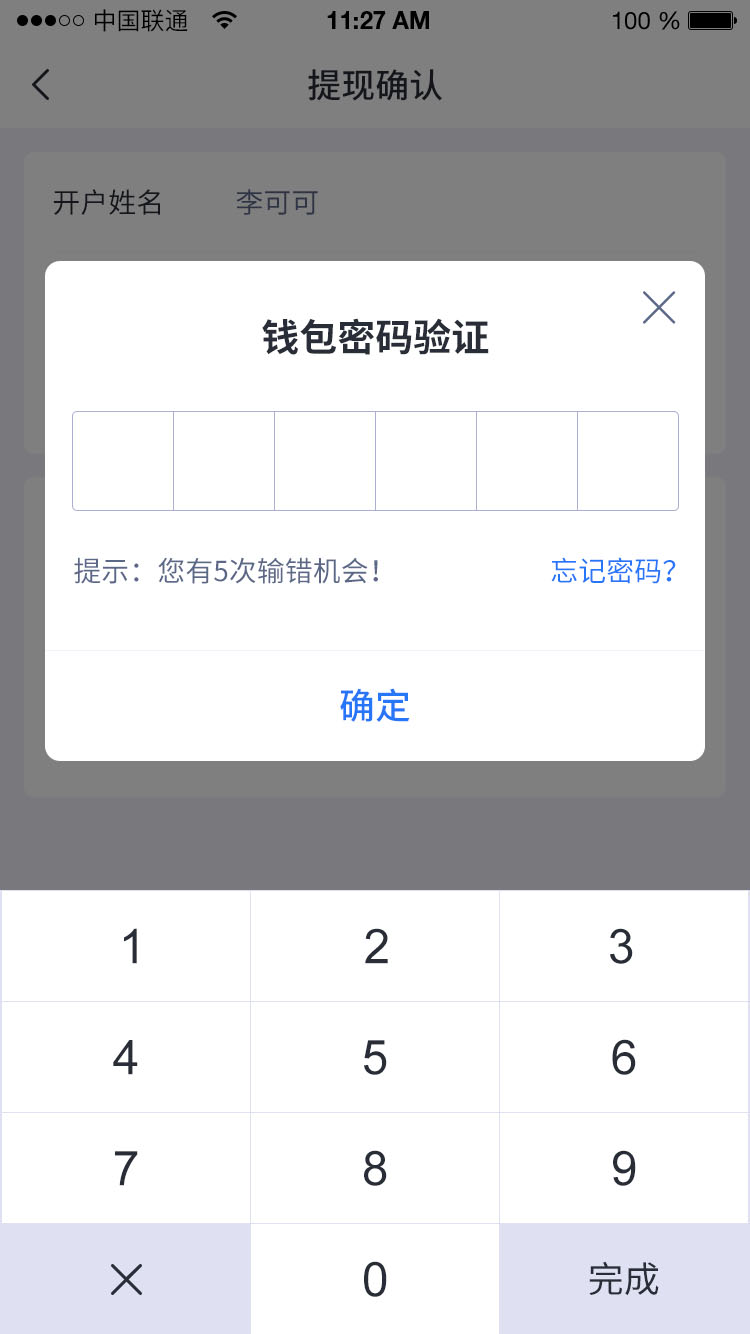 中国联通 11:27 AM 100 %
提现确认
开户姓名 李可可
钱包密码验证
提示：您有5次输错机会！ 忘记密码？
确定
1 2 3
4 5 6
7 8 9
0 完成